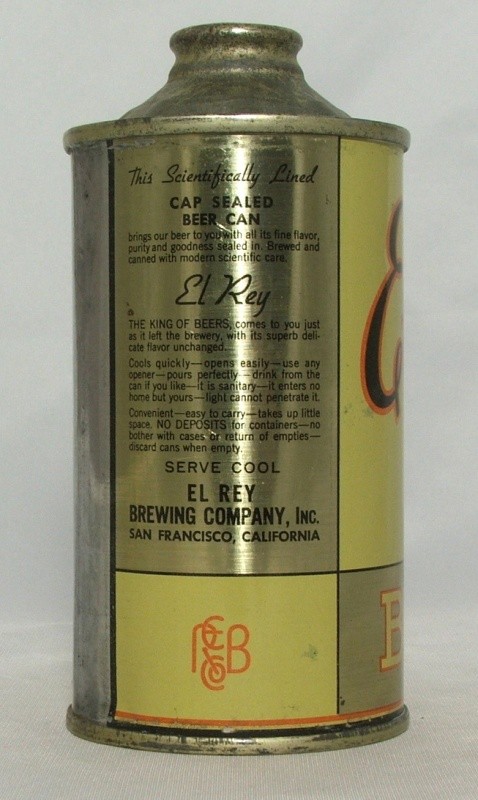 This Scientifically Lined
CAP SEALED
BEER CAN
brings our beer to you with all its fine flavor,
purity and goodness sealed in. Brewed and
canned with modern scientific care.
El Rey
THE KING OF BEERS, comes to you just
as it left the brewery, with its superb deli-
cate flavor unchanged...
Cools quickly—opens easily—use any
opener—pours perfectly—drink from the
can if you like—it is sanitary—it enters no
home but yours—light cannot penetrate it.
Convenient—easy to carry—takes up little
space. NO DEPOSITS for containers—no
bother with cases or return of empties—
discard cans when empty.
SERVE COOL
EL REY
BREWING COMPANY, INC.
SAN FRANCISCO, CALIFORNIA
E
B